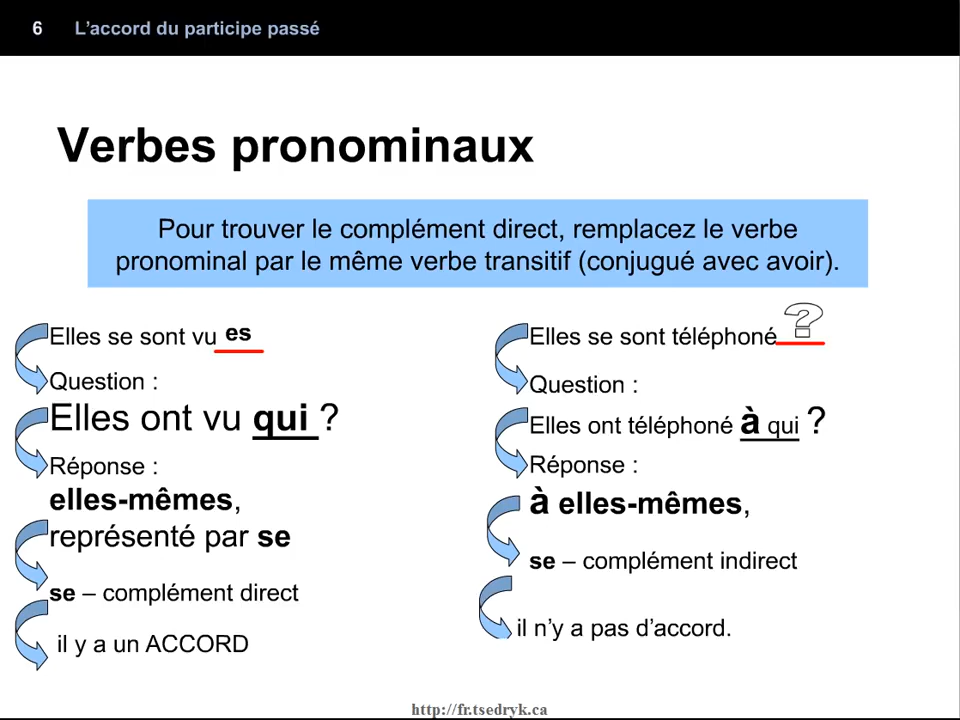 6 L'accord du participe passé
Verbes pronominaux
Pour trouver le complément direct, remplacez le verbe
pronominal par le même verbe transitif (conjugué avec avoir).
Elles se sont vu es
Question :
Elles ont vu qui ?
Réponse :
elles-mêmes,
représenté par se
se – complément direct
il y a un ACCORD
Elles se sont téléphoné ?
Question :
Elles ont téléphoné à qui ?
Réponse :
à elles-mêmes,
se – complément indirect
il n'y a pas d'accord.
http://fr.tsedryk.ca